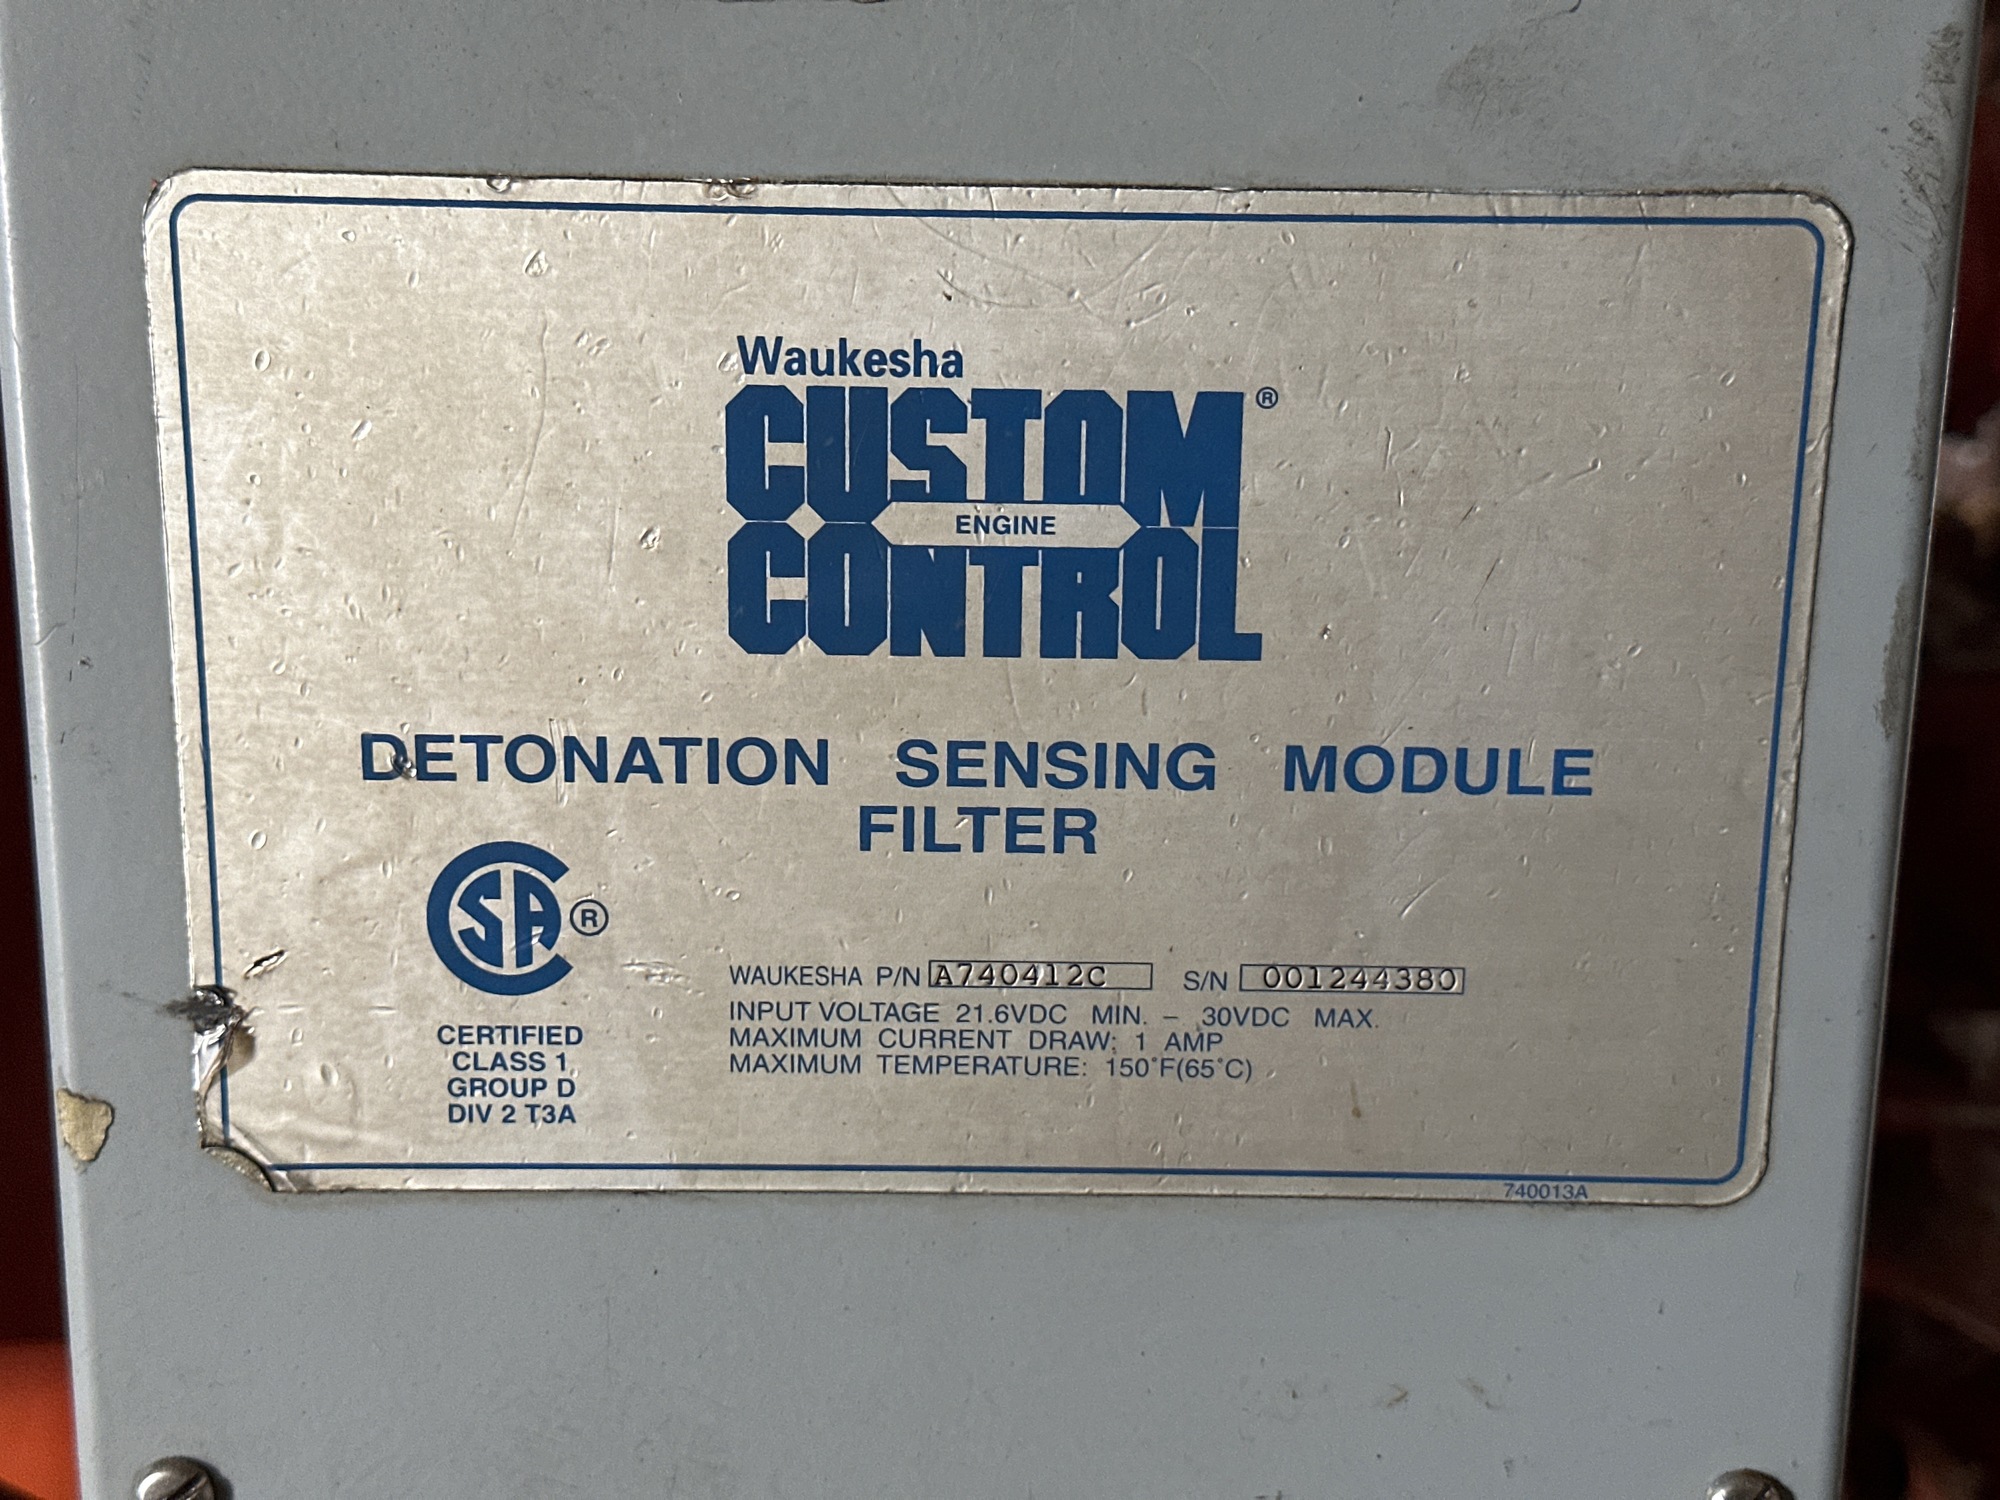 Waukesha
CUSTOM ®
ENGINE
CONTROL
DETONATION SENSING MODULE
FILTER
CSA ®
CERTIFIED
CLASS 1,
GROUP D
DIV 2 T3A
WAUKESHA P/N A740412C S/N 001244380
INPUT VOLTAGE 21.6VDC MIN. – 30VDC MAX.
MAXIMUM CURRENT DRAW: 1 AMP
MAXIMUM TEMPERATURE: 150°F(65°C)
740013A